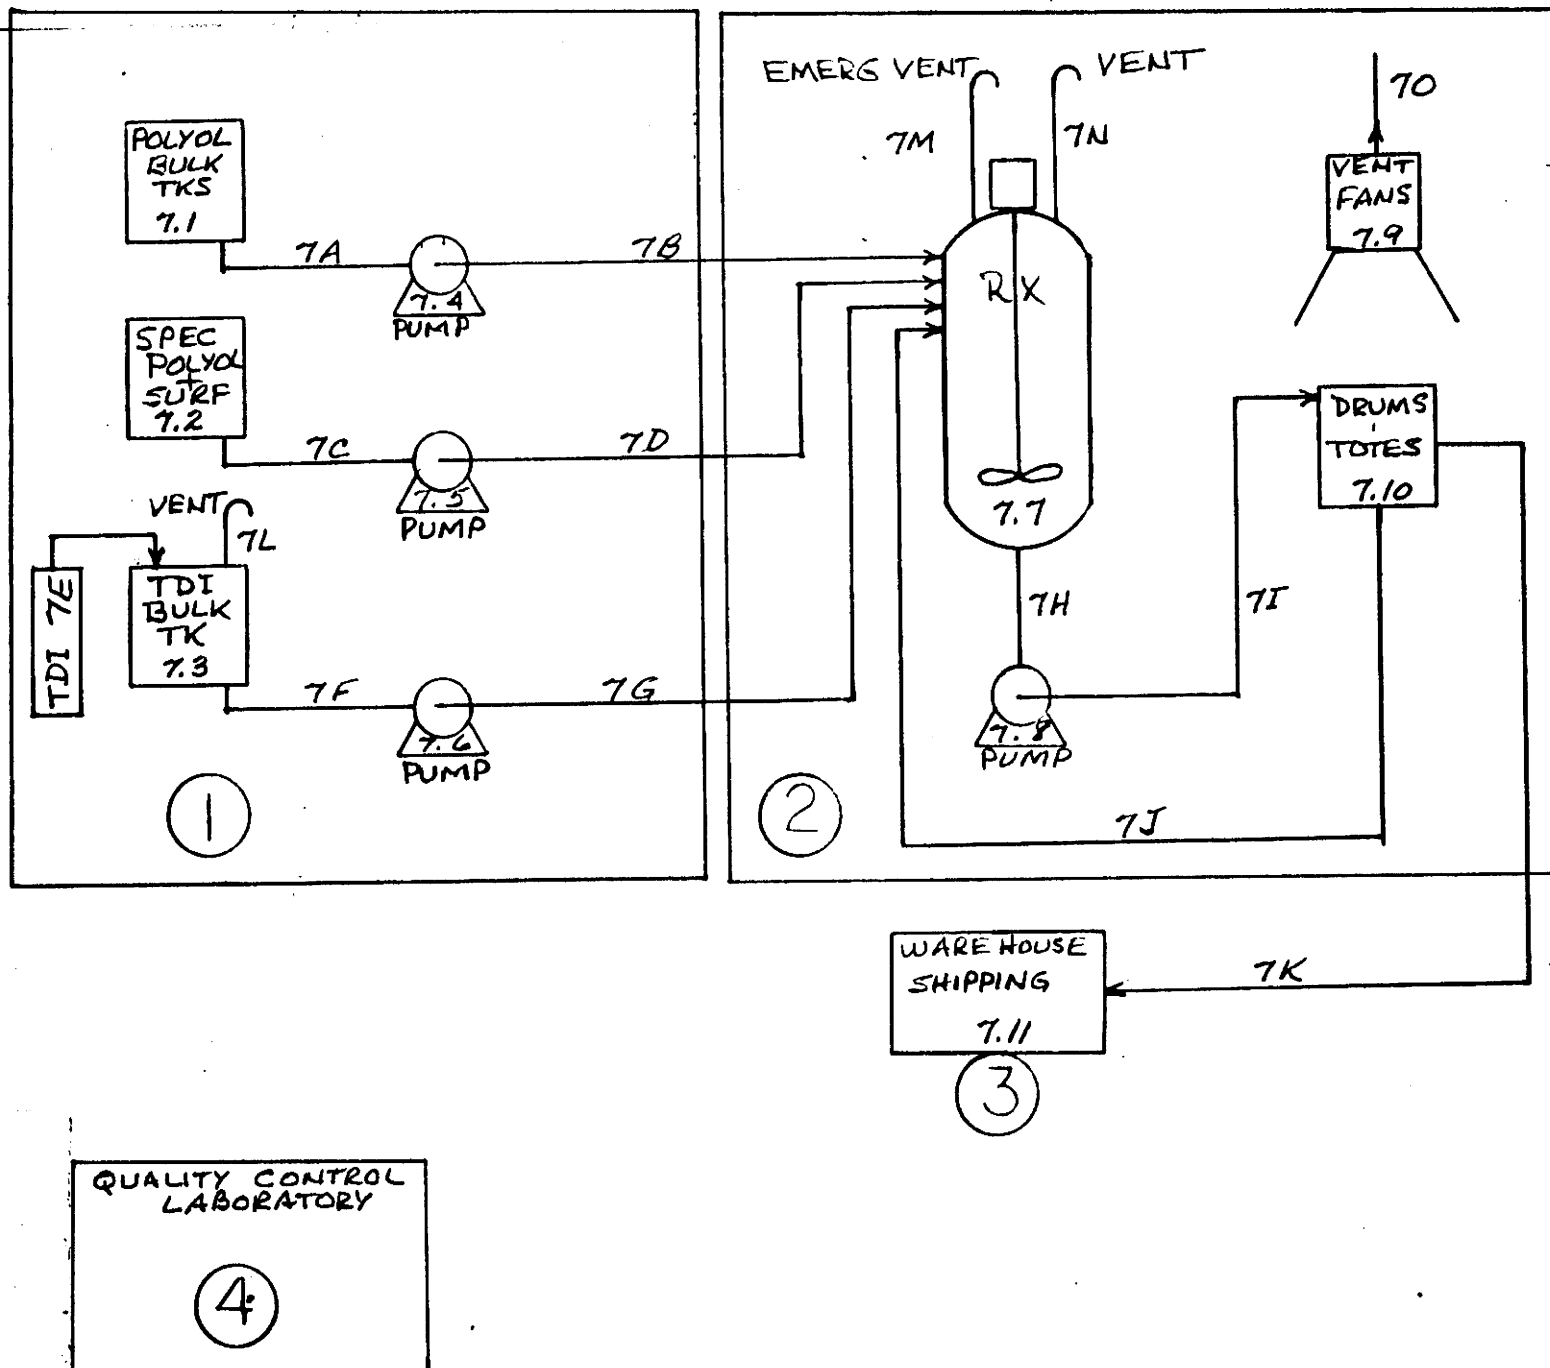 EMERG VENT
VENT
7M
7N
7O
POLYOL
BULK
TKS
7.1
7A
7.4
PUMP
7B
RX
VENT
FANS
7.9
SPEC
POLYOL
+
SURF
7.2
7C
7.5
PUMP
7D
7.7
DRUMS
TOTES
7.10
VENT
7L
TDI 7E
TDI
BULK
TK
7.3
7F
7.6
PUMP
7G
7H
7I
7.8
PUMP
7J
1
2
WAREHOUSE
SHIPPING
7.11
7K
3
QUALITY CONTROL
LABORATORY
4